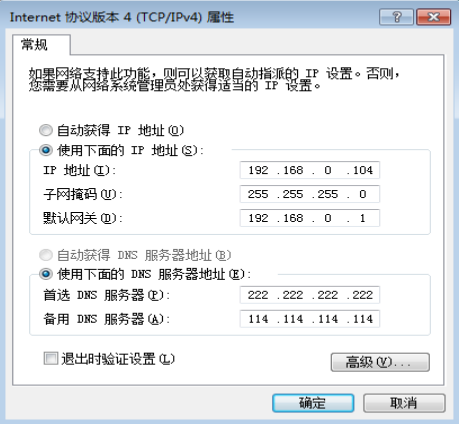 Internet 协议版本 4 (TCP/IPv4) 属性
常规
如果网络支持此功能，则可以获取自动指派的 IP 设置。否则，
您需要从网络系统管理员处获得适当的 IP 设置。
自动获得 IP 地址(O)
使用下面的 IP 地址(S):
IP 地址(I): 192 .168 . 0 .104
子网掩码(U): 255 .255 .255 . 0
默认网关(D): 192 .168 . 0 . 1
自动获得 DNS 服务器地址(B)
使用下面的 DNS 服务器地址(E):
首选 DNS 服务器(P): 222 .222 .222 .222
备用 DNS 服务器(A): 114 .114 .114 .114
退出时验证设置(L)
高级(V)...
确定 取消